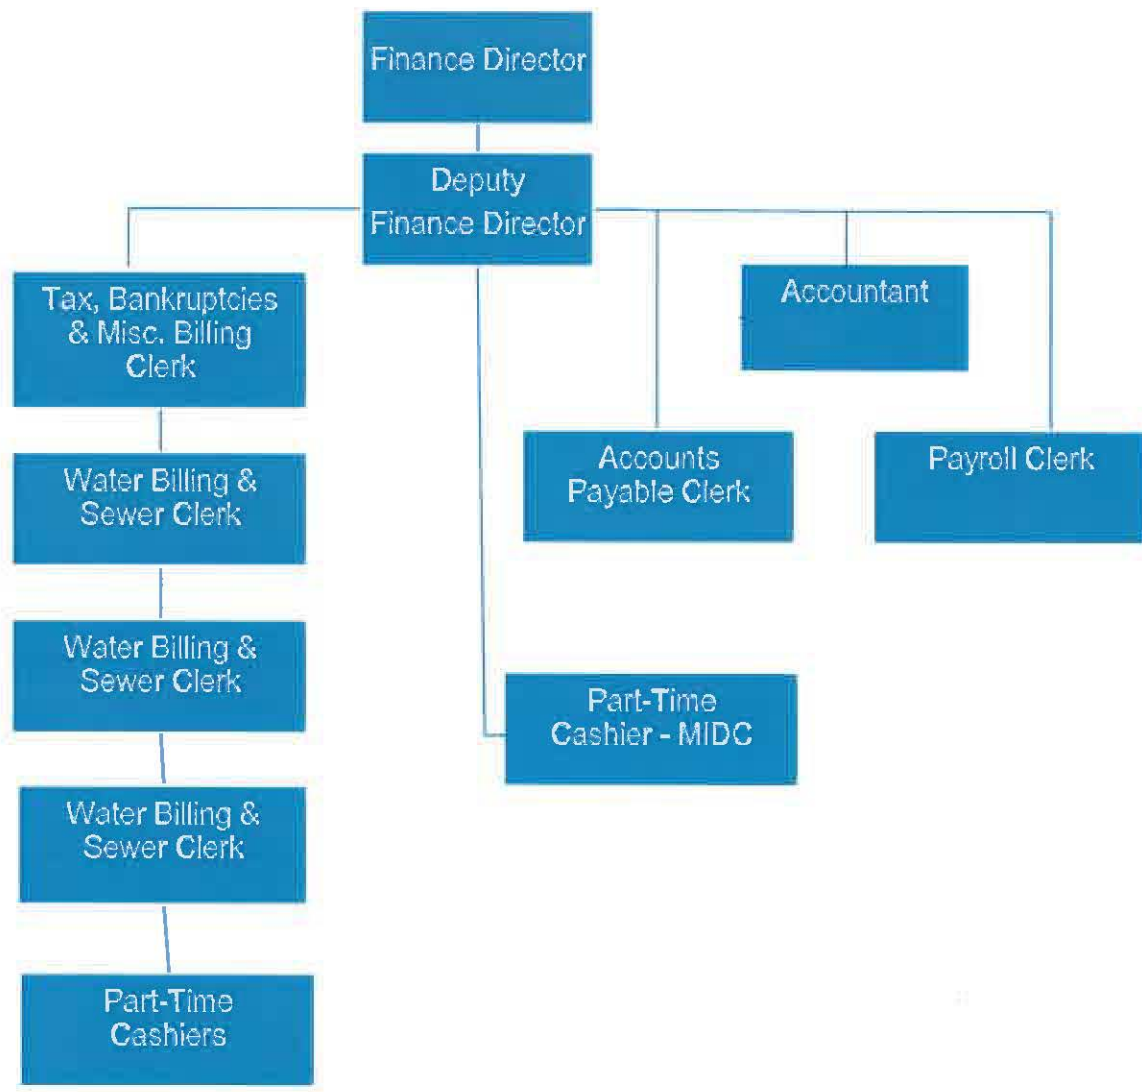 Finance Director
Deputy
Finance Director
Tax, Bankruptcies
& Misc. Billing
Clerk
Accountant
Water Billing &
Sewer Clerk
Accounts
Payable Clerk
Payroll Clerk
Water Billing &
Sewer Clerk
Part-Time
Cashier - MIDC
Water Billing &
Sewer Clerk
Part-Time
Cashiers